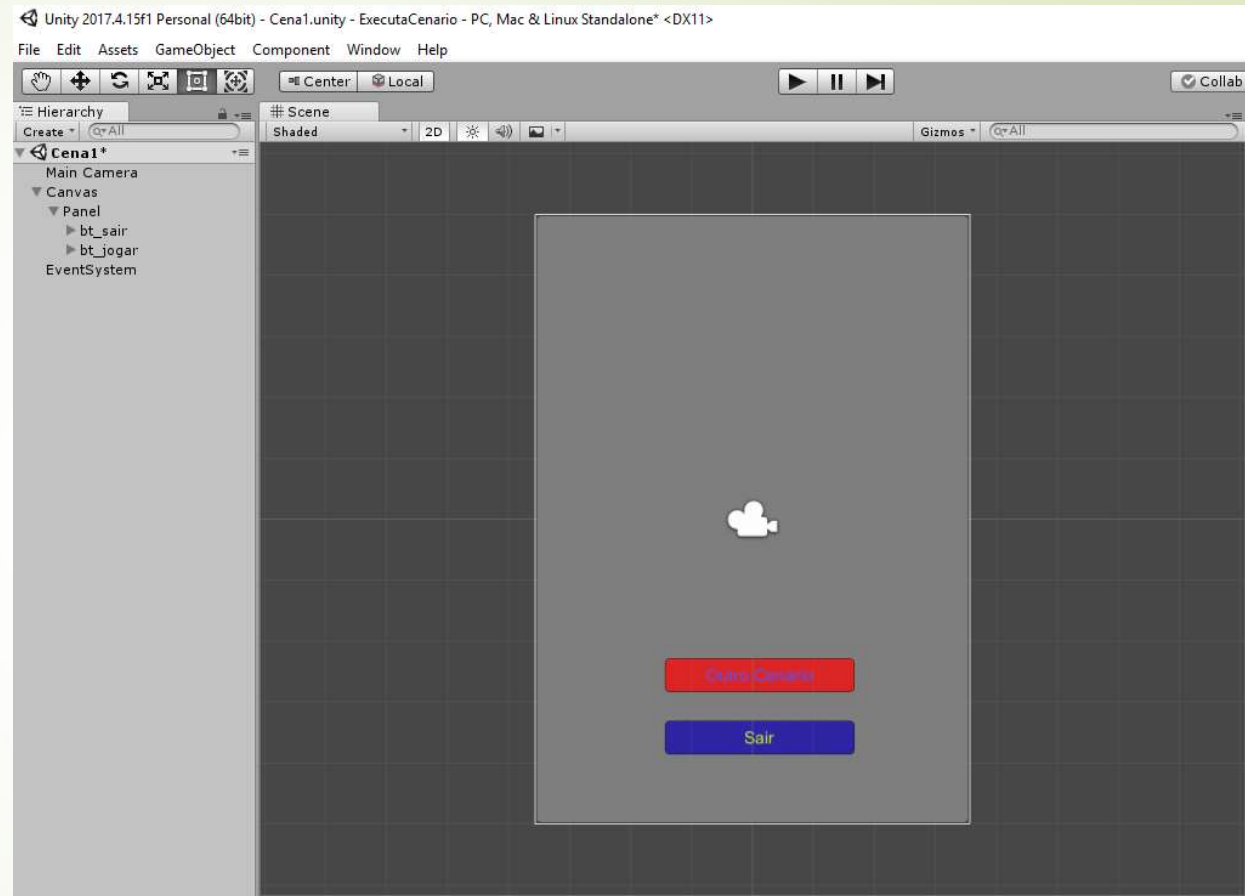 Unity 2017.4.15f1 Personal (64bit) - Cena1.unity - ExecutaCenario - PC, Mac & Linux Standalone* <DX11>
File Edit Assets GameObject Component Window Help
Center Local Collab
Hierarchy
Create All
Cena1*
Main Camera
Canvas
Panel
bt_sair
bt_jogar
EventSystem
Scene
Shaded 2D Gizmos All
Outro Cenário
Sair